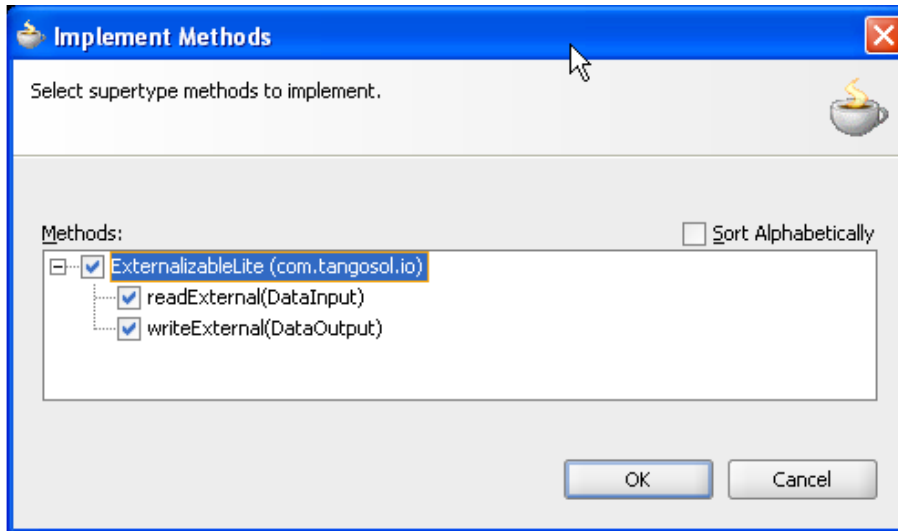 Implement Methods
Select supertype methods to implement.
Methods:
Sort Alphabetically
ExternalizableLite (com.tangosol.io)
readExternal(DataInput)
writeExternal(DataOutput)
OK
Cancel